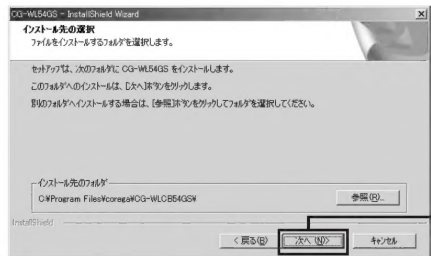 CG-WL54GS - InstallShield Wizard
インストール先の選択
ファイルをインストールするフォルダを選択します。
セットアップは、次のフォルダに CG-WL54GS をインストールします。
このフォルダへのインストールは、[次へ]ボタンをクリックします。
別のフォルダへインストールする場合は、[参照]ボタンをクリックしてフォルダを選択してください。
インストール先のフォルダ
C:¥Program Files¥corega¥CG-WLCB54GS¥
参照(R)...
InstallShield
< 戻る(B)
次へ (N)>
キャンセル